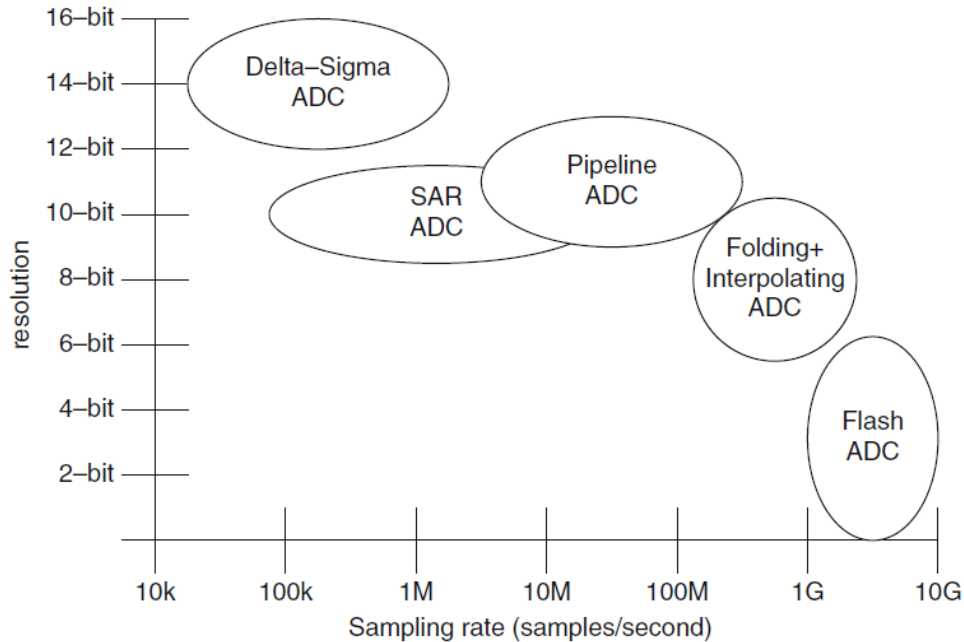 16–bit
Delta–Sigma
ADC
14–bit
12–bit
Pipeline
ADC
SAR
ADC
10–bit
Folding+
Interpolating
ADC
8–bit
resolution
6–bit
4–bit
Flash
ADC
2–bit
10k 100k 1M 10M 100M 1G 10G
Sampling rate (samples/second)